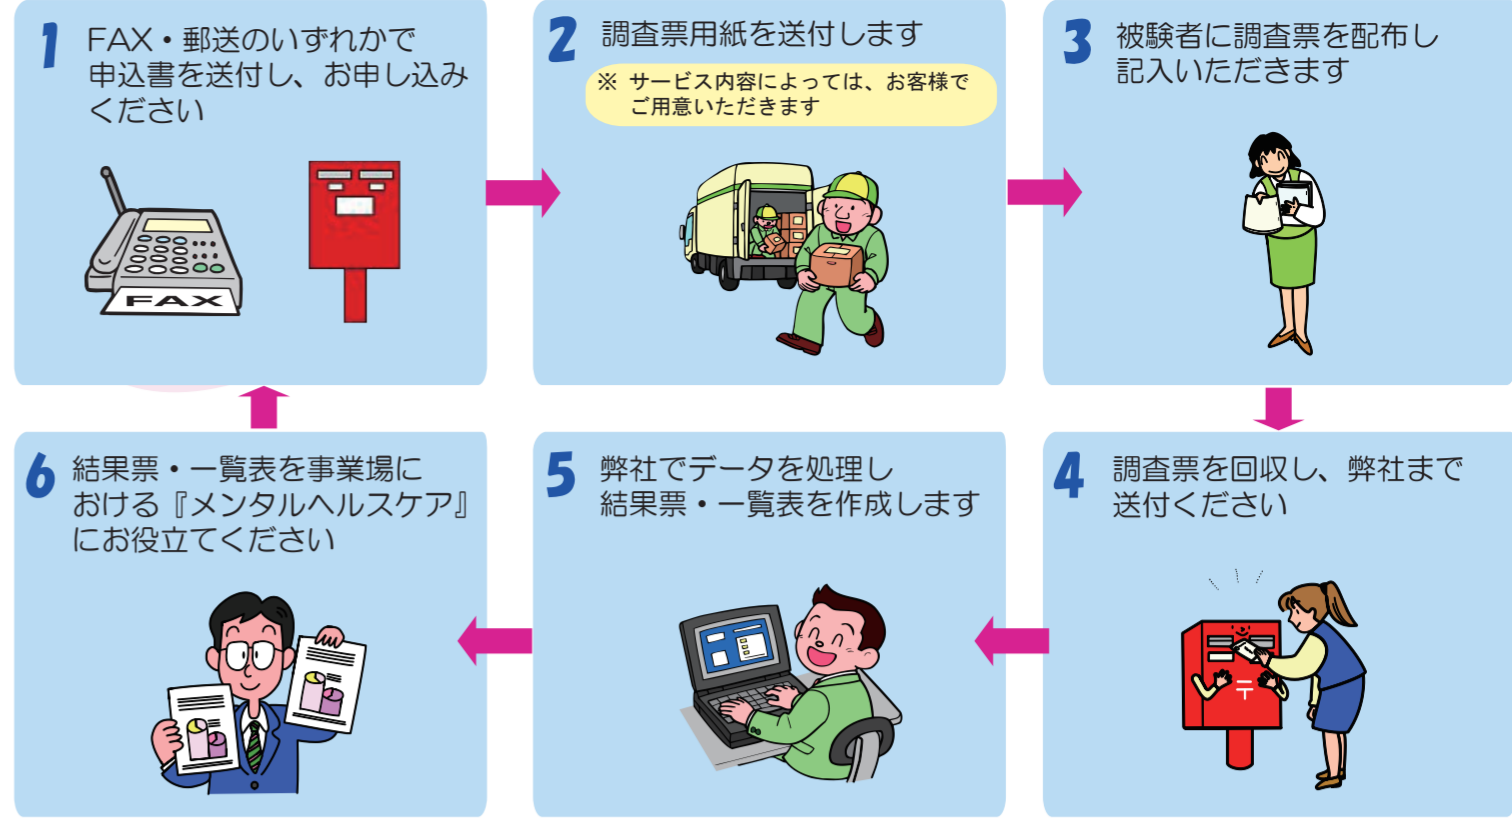 1
FAX・郵送のいずれかで
申込書を送付し、お申し込み
ください
FAX
2
調査票用紙を送付します
※ サービス内容によっては、お客様で
ご用意いただきます
3
被験者に調査票を配布し
記入いただきます
4
調査票を回収し、弊社まで
送付ください
〒
5
弊社でデータを処理し
結果票・一覧表を作成します
6
結果票・一覧表を事業場に
おける『メンタルヘルスケア』
にお役立てください